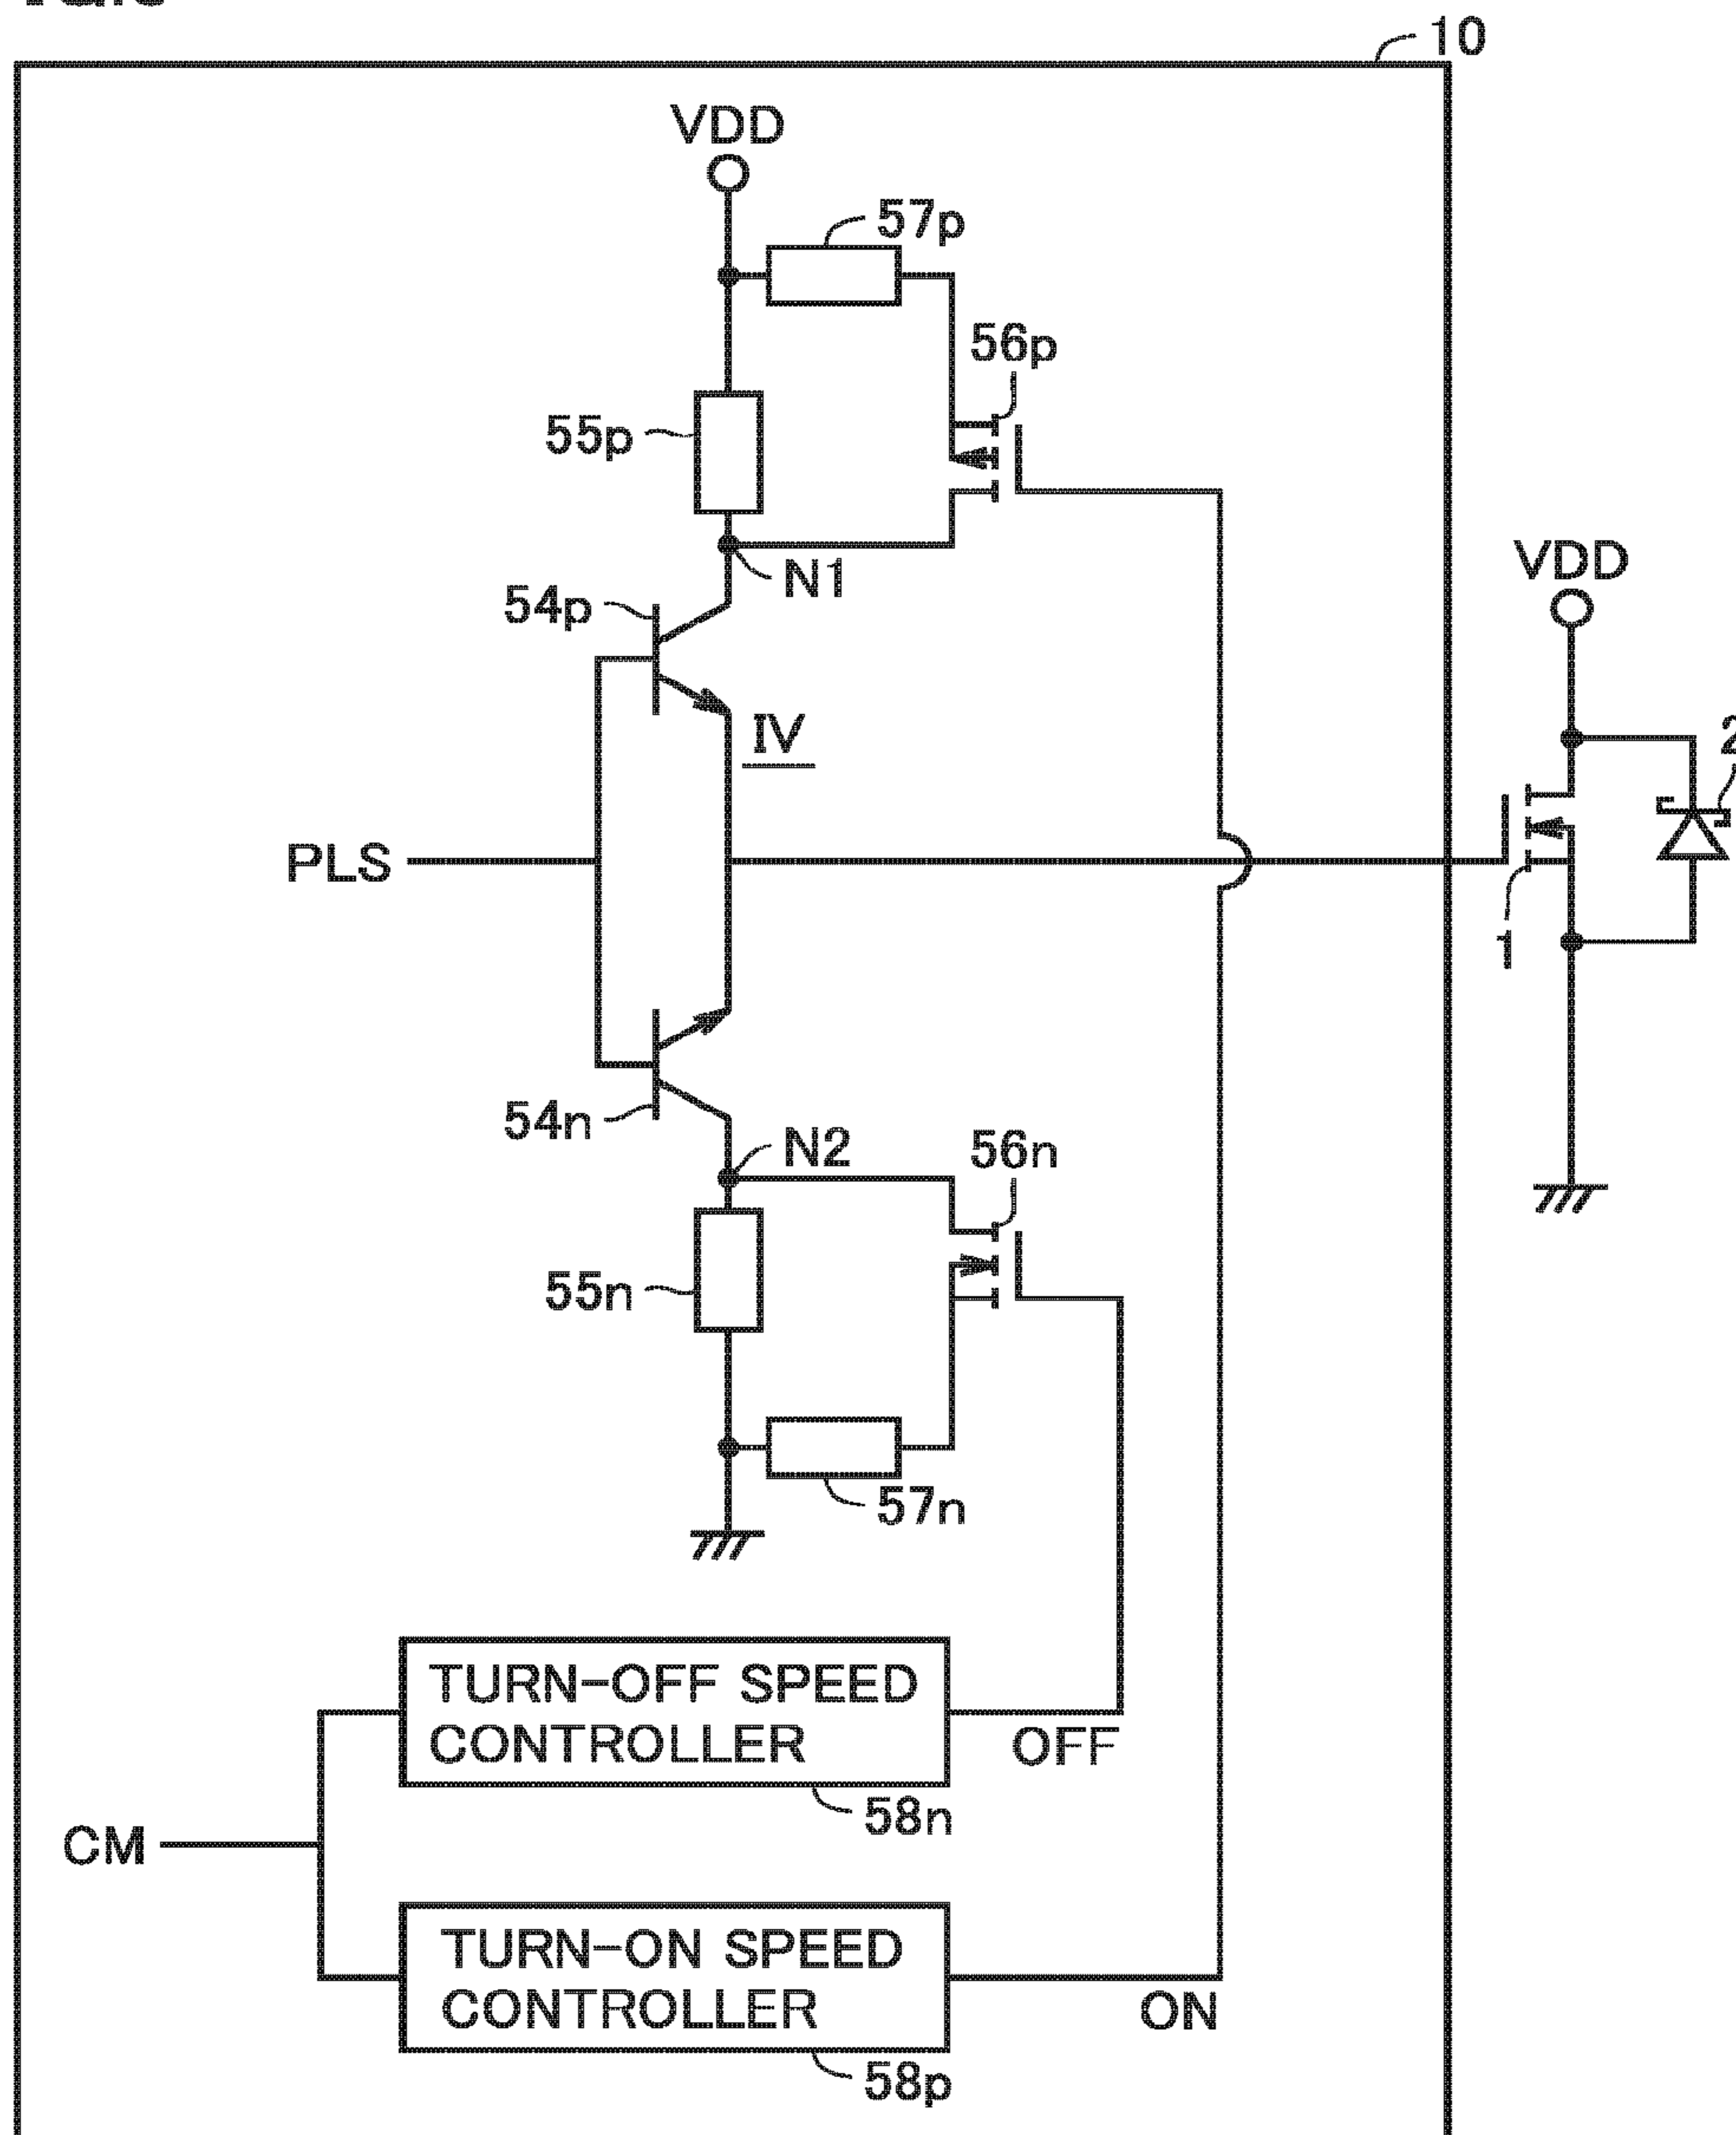 10
VDD
57p
56p
55p
N1
VDD
54p
IV
2
PLS
1
54n
N2
56n
55n
57n
TURN-OFF SPEED
CONTROLLER
OFF
58n
CM
TURN-ON SPEED
CONTROLLER
ON
58p